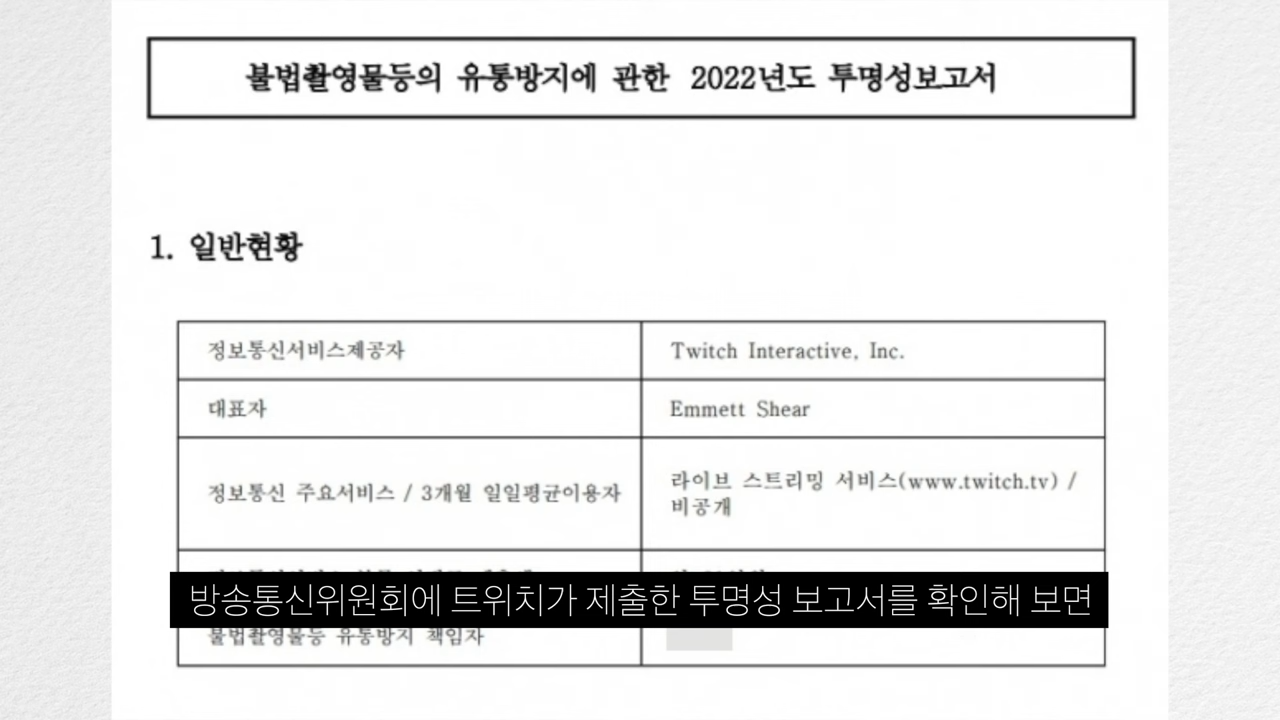 불법촬영물등의 유통방지에 관한 2022년도 투명성보고서
1. 일반현황
정보통신서비스제공자
Twitch Interactive, Inc.
대표자
Emmett Shear
정보통신 주요서비스 / 3개월 일일평균이용자
라이브 스트리밍 서비스(www.twitch.tv) /
비공개
방송통신위원회에 트위치가 제출한 투명성 보고서를 확인해 보면
불법촬영물등 유통방지 책임자